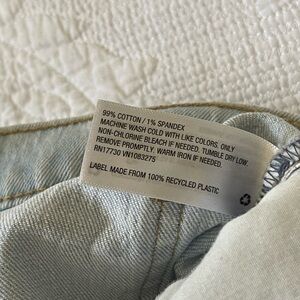 99% COTTON / 1% SPANDEX
MACHINE WASH COLD WITH LIKE COLORS. ONLY
NON-CHLORINE BLEACH IF NEEDED. TUMBLE DRY LOW.
REMOVE PROMPTLY. WARM IRON IF NEEDED.
RN17730 VN1083275
LABEL MADE FROM 100% RECYCLED PLASTIC